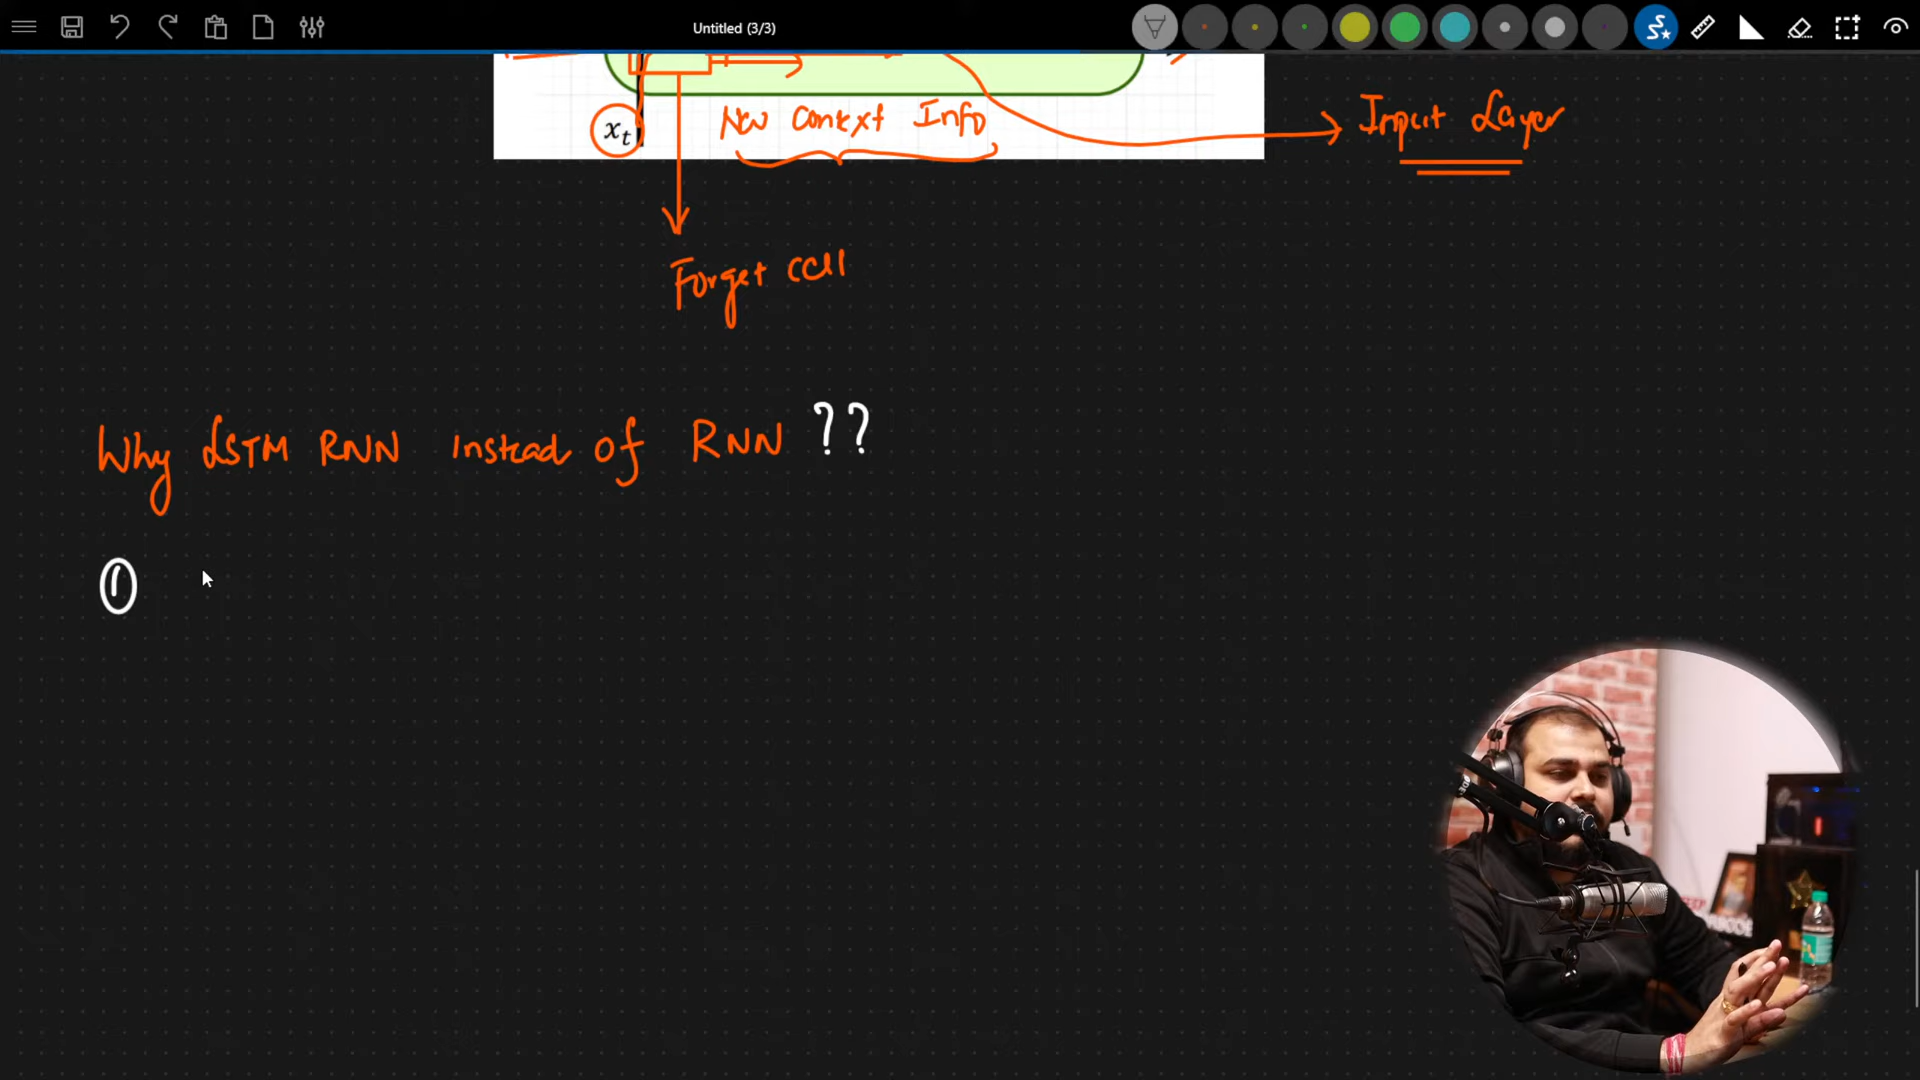 Untitled (3/3)
xt
New Context Info
Input Layer
Forget cell
Why LSTM RNN instead of RNN ??
①